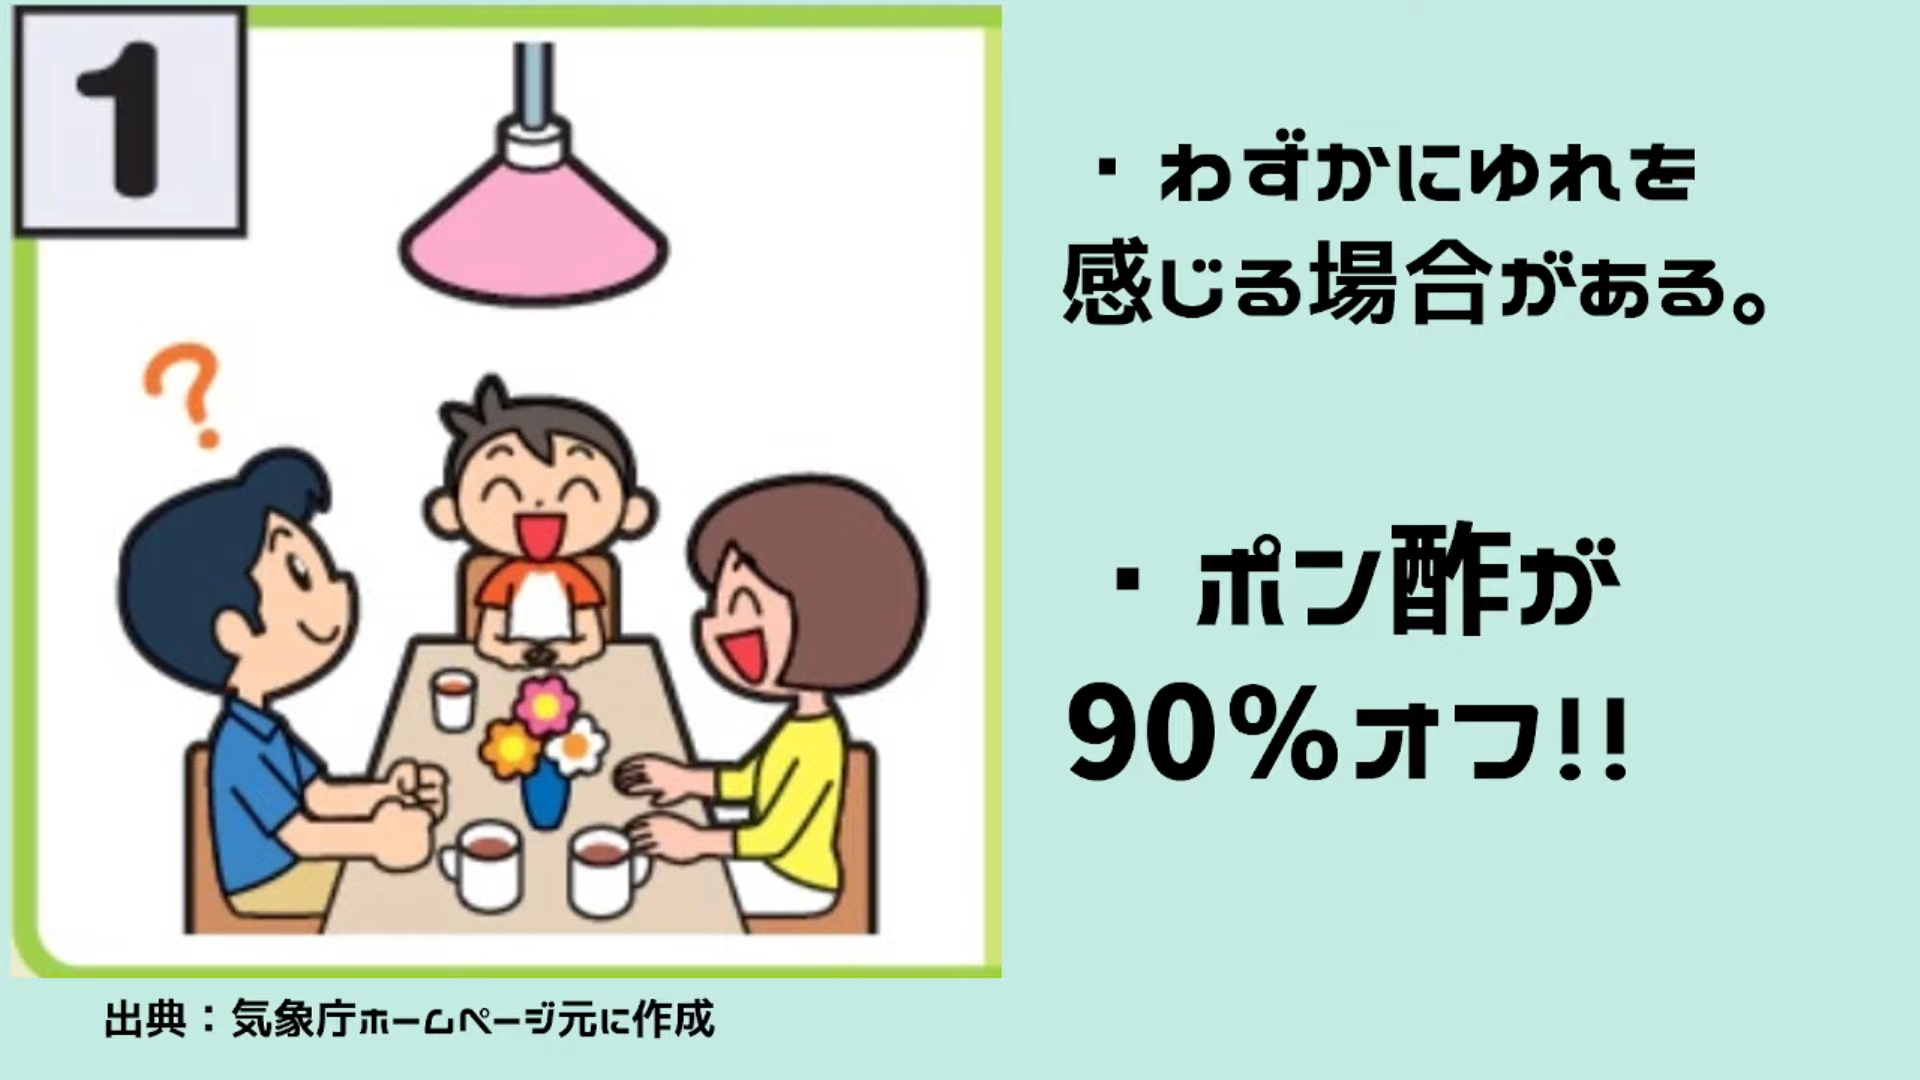 1
?
・わずかにゆれを
感じる場合がある。
・ポン酢が
90%オフ!!
出典：気象庁ホームページ元に作成